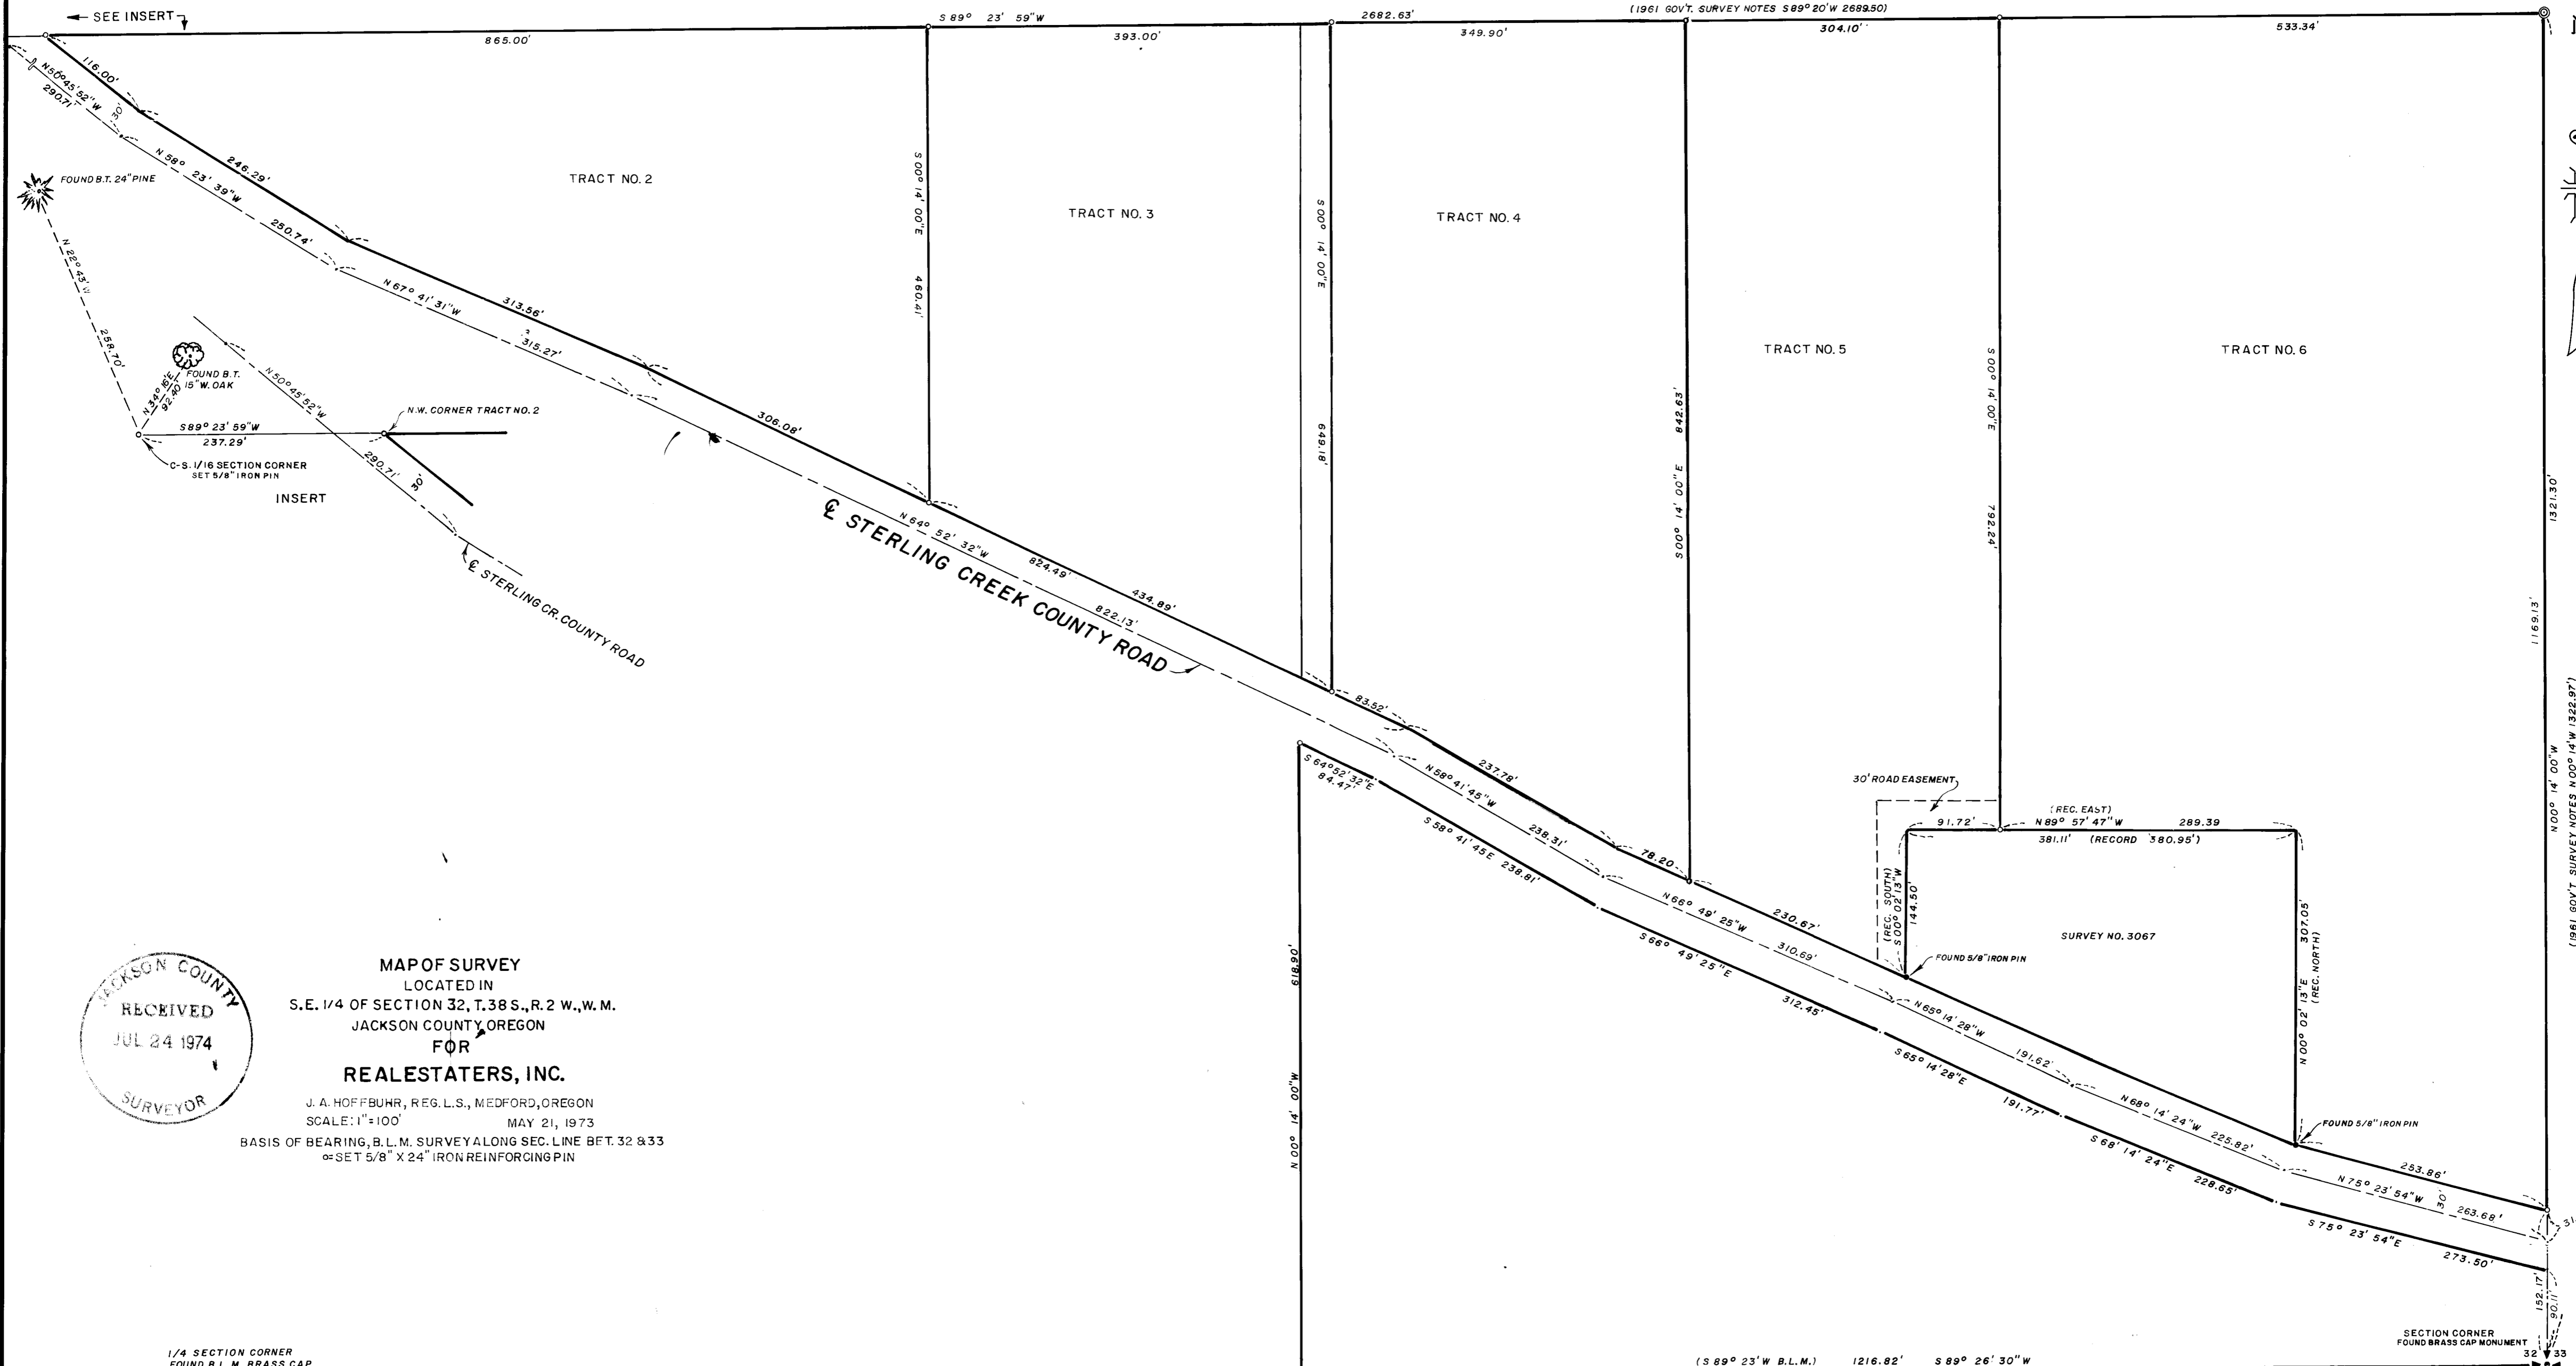 SEE INSERT
S 89° 23' 59" W
2682.63'
(1961 GOV'T. SURVEY NOTES S 89° 20' W 2689.50)
865.00'
393.00'
349.90'
304.10'
533.34'
116.00'
N 50° 45' 52" W
290.71'
30'
246.29'
N 58° 23' 39" W
250.74'
FOUND B.T. 24" PINE
N 22° 43' W
258.70'
TRACT NO. 2
S 00° 14' 00" E
460.41'
TRACT NO. 3
S 00° 14' 00" E
649.18'
TRACT NO. 4
S 00° 14' 00" E 842.63'
TRACT NO. 5
S 00° 14' 00" E
792.24'
TRACT NO. 6
1321.30'
1169.13'
N 00° 14' 00" W
(1961 GOV'T SURVEY NOTES N 00° 14' W 1322.97')
313.56'
N 67° 41' 31" W
315.27'
306.08'
FOUND B.T.
15" W. OAK
N 34° 16' E
92.40'
N 50° 45' 52" W
N.W. CORNER TRACT NO. 2
S 89° 23' 59" W
237.29'
C-S. 1/16 SECTION CORNER
SET 5/8" IRON PIN
INSERT
290.71'
30'
℄ STERLING CR. COUNTY ROAD
N 64° 52' 32" W
824.49'
434.89'
822.13'
℄ STERLING CREEK COUNTY ROAD
83.52'
S 64° 52' 32" E
84.47'
237.78'
N 58° 41' 45" W
238.31'
S 58° 41' 45 E 238.81'
78.20
30' ROAD EASEMENT
91.72'
(REC. EAST)
N 89° 57' 47" W 289.39
381.11' (RECORD 380.95')
(REC. SOUTH)
S 00° 02' 13" W
144.50'
SURVEY NO. 3067
N 00° 02' 13" E 307.05'
(REC. NORTH)
N 66° 49' 25" W
230.67'
310.69'
S 66° 49' 25" E
312.45'
FOUND 5/8" IRON PIN
N 65° 14' 28" W
191.62'
S 65° 14' 28" E
191.77'
N 68° 14' 24" W 225.82'
S 68° 14' 24" E
228.65'
FOUND 5/8" IRON PIN
253.86'
N 75° 23' 54" W
30'
263.68'
S 75° 23' 54" E
273.50'
N 00° 14' 00" W
618.90'
152.17'
90.11'
JACKSON COUNTY
RECEIVED
JUL 24 1974
SURVEYOR
MAP OF SURVEY
LOCATED IN
S.E. 1/4 OF SECTION 32, T. 38 S., R. 2 W., W. M.
JACKSON COUNTY, OREGON
FOR
REALESTATERS, INC.
J. A. HOFFBUHR, REG. L.S., MEDFORD, OREGON
SCALE: 1" = 100' MAY 21, 1973
BASIS OF BEARING, B.L.M. SURVEY ALONG SEC. LINE BET. 32 & 33
o = SET 5/8" X 24" IRON REINFORCING PIN
1/4 SECTION CORNER
FOUND B.L.M. BRASS CAP
(S 89° 23' W B.L.M.) 1216.82' S 89° 26' 30" W
SECTION CORNER
FOUND BRASS CAP MONUMENT
32 33